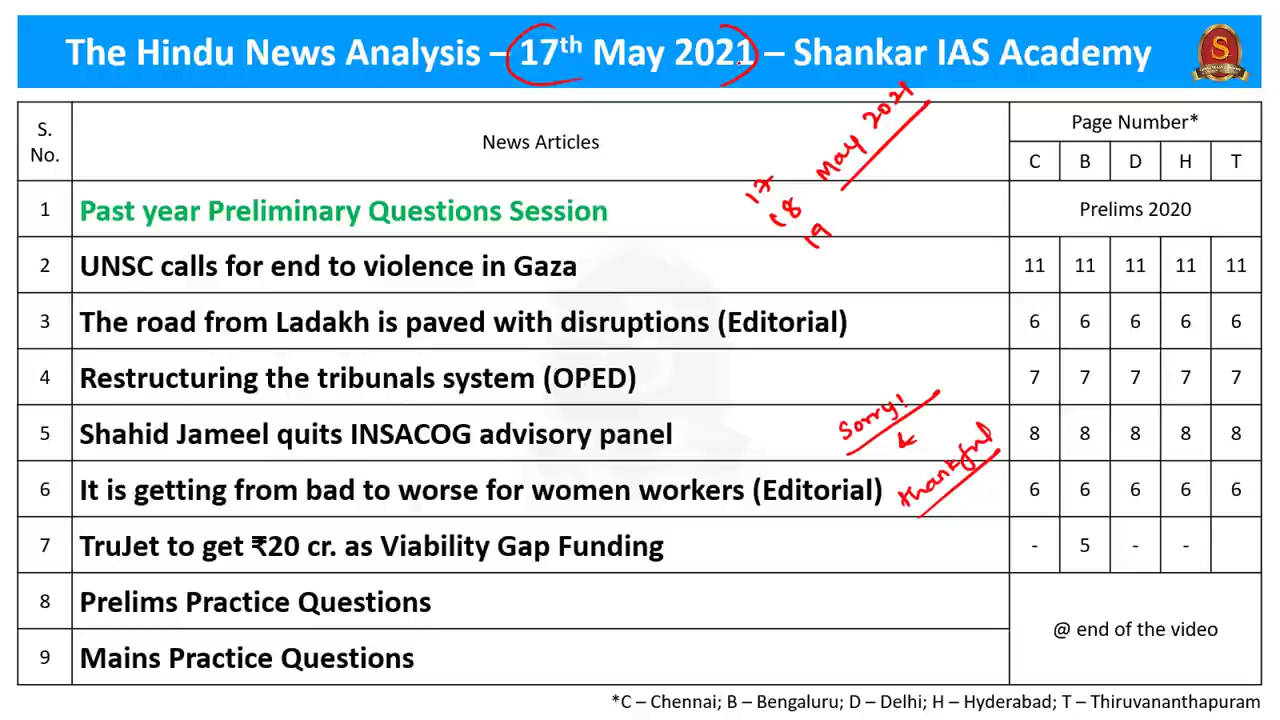 The Hindu News Analysis – 17th May 2021 – Shankar IAS Academy
S
S. No.
News Articles
Page Number*
C B D H T
17
18
19
May 2021
1 Past year Preliminary Questions Session Prelims 2020
2 UNSC calls for end to violence in Gaza 11 11 11 11 11
3 The road from Ladakh is paved with disruptions (Editorial) 6 6 6 6 6
4 Restructuring the tribunals system (OPED) 7 7 7 7 7
5 Shahid Jameel quits INSACOG advisory panel 8 8 8 8 8
Sorry!
&
thankful
6 It is getting from bad to worse for women workers (Editorial) 6 6 6 6 6
7 TruJet to get ₹20 cr. as Viability Gap Funding - 5 - -
8 Prelims Practice Questions
@ end of the video
9 Mains Practice Questions
*C – Chennai; B – Bengaluru; D – Delhi; H – Hyderabad; T – Thiruvananthapuram